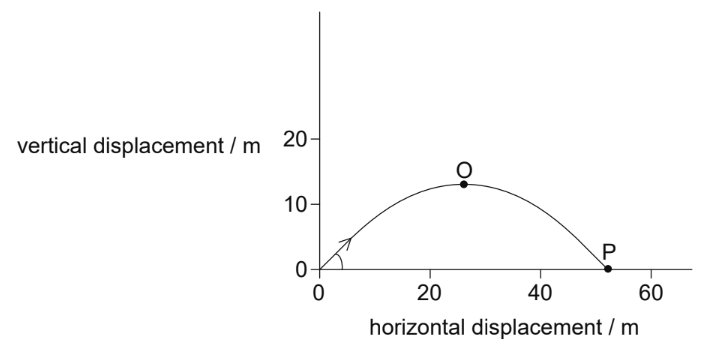 20
vertical displacement / m
O
10
P
0
0 20 40 60
horizontal displacement / m